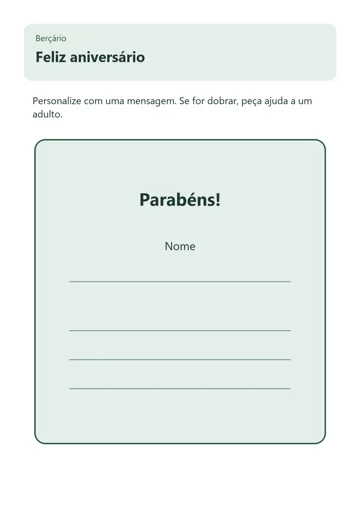 Berçário
Feliz aniversário
Personalize com uma mensagem. Se for dobrar, peça ajuda a um
adulto.
Parabéns!
Nome